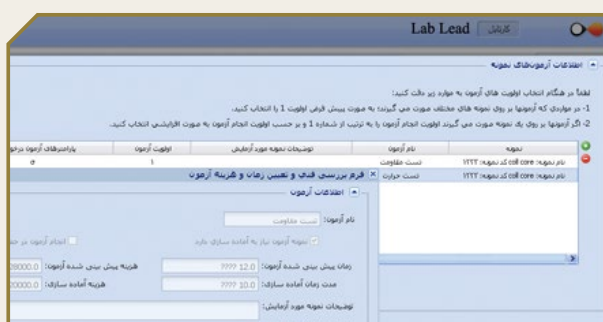 Lab Lead کارتابل
اطلاعات آزمون‌های نمونه
لطفاً در هنگام انتخاب اولویت های آزمون به موارد زیر دقت کنید:
1- در مواردی که آزمونها بر روی نمونه های مختلف صورت می گیرند؛ به صورت پیش فرض اولویت 1 را انتخاب کنید.
2- اگر آزمونها بر روی یک نمونه صورت می گیرند اولویت انجام آزمون را به ترتیب از شماره 1 و بر حسب اولویت انجام آزمون به صورت افزایشی انتخاب کنید.
نمونه نام آزمون توضیحات نمونه مورد آزمایش اولویت آزمون پارامترهای آزمون
نام نمونه: coil core کد نمونه: ۱۲۲۲ تست مقاومت ۱
نام نمونه: coil core کد نمونه: ۱۲۲۲ تست حرارت
فرم بررسی فنی و تعیین زمان و هزینه آزمون
اطلاعات آزمون
نام آزمون: تست مقاومت
نمونه آزمون نیاز به آماده سازی دارد انجام آزمون در
زمان پیش بینی شده آزمون: 12.0 ???? هزینه پیش بینی شده آزمون:
مدت زمان آماده سازی: 10.0 ???? هزینه آماده سازی:
توضیحات نمونه مورد آزمایش: